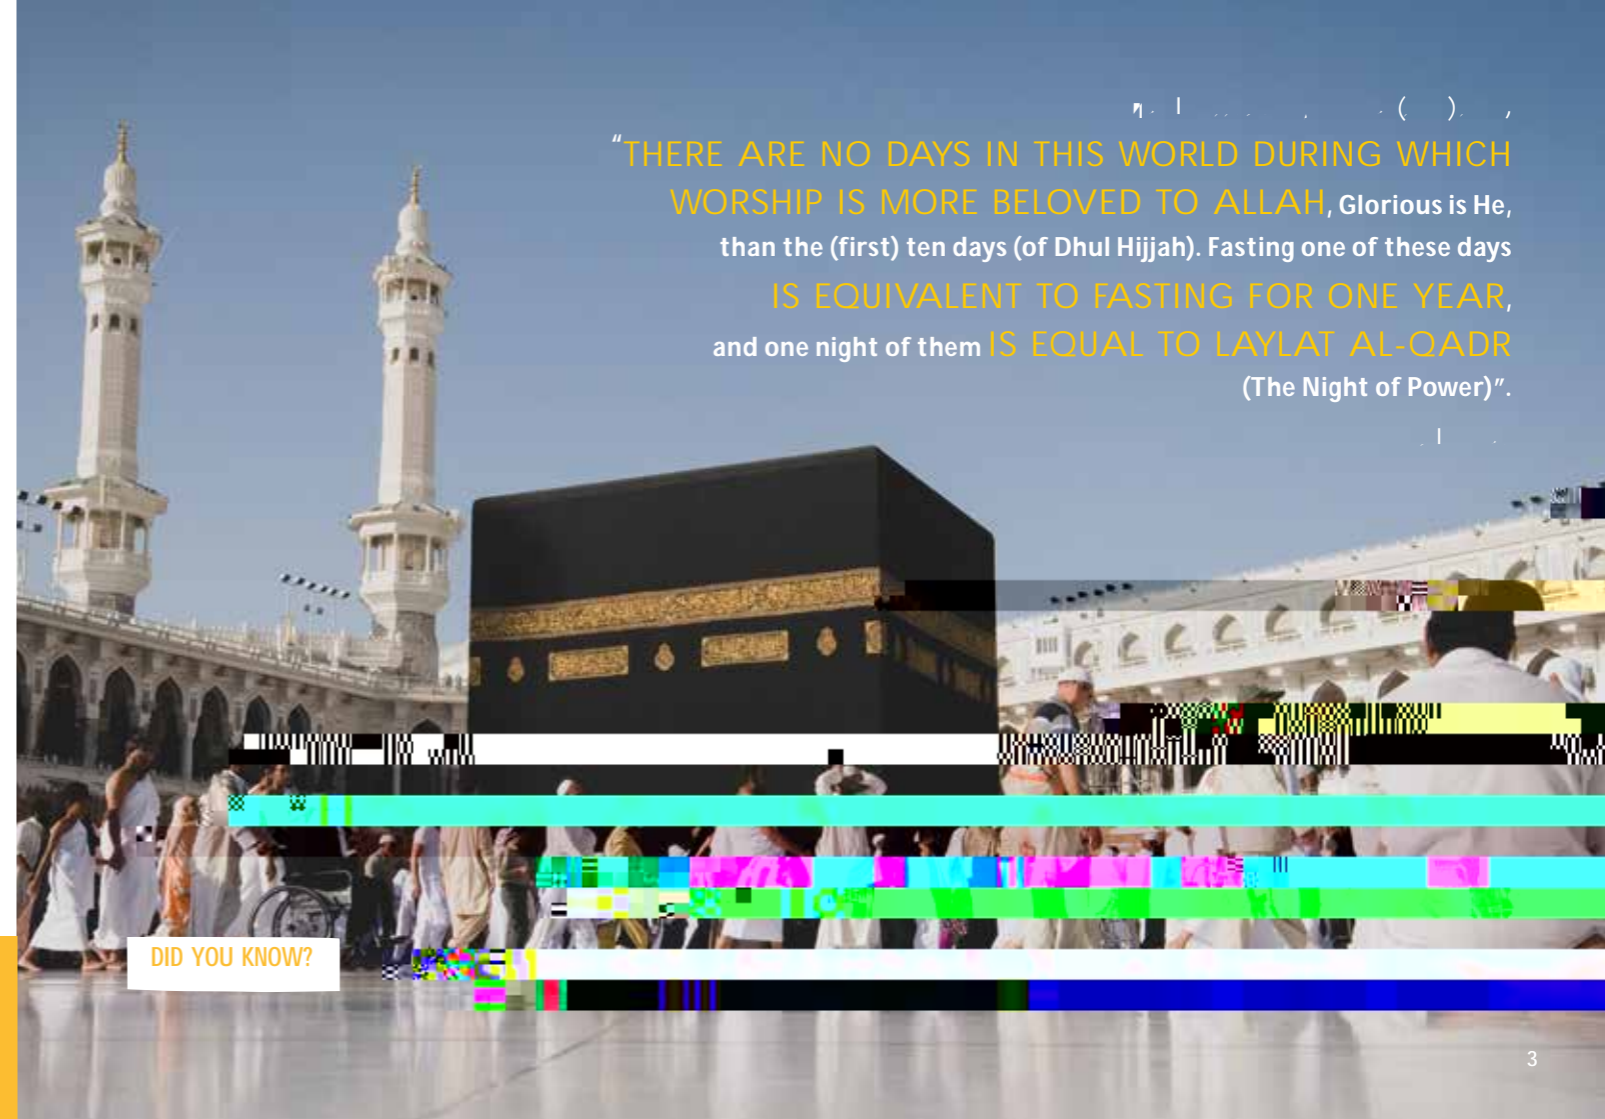 “THERE ARE NO DAYS IN THIS WORLD DURING WHICH
WORSHIP IS MORE BELOVED TO ALLAH, Glorious is He,
than the (first) ten days (of Dhul Hijjah). Fasting one of these days
IS EQUIVALENT TO FASTING FOR ONE YEAR,
and one night of them IS EQUAL TO LAYLAT AL-QADR
(The Night of Power)”.
DID YOU KNOW?
3